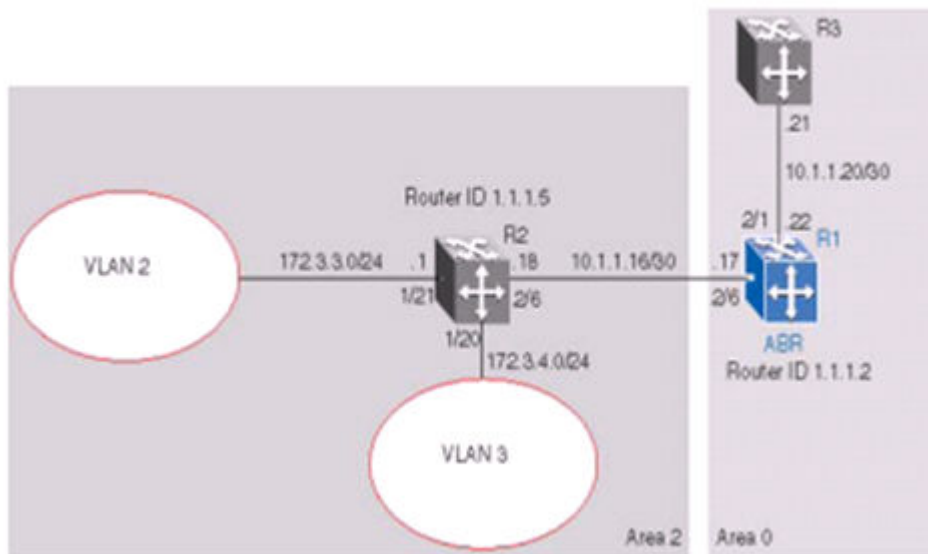 R3
.21
10.1.1.20/30
Router ID 1.1.1.5
2/1
.22
R2
R1
VLAN 2
172.3.3.0/24
.1
.18
10.1.1.16/30
.17
1/21
2/6
2/6
1/20
172.3.4.0/24
ABR
Router ID 1.1.1.2
VLAN 3
Area 2
Area 0